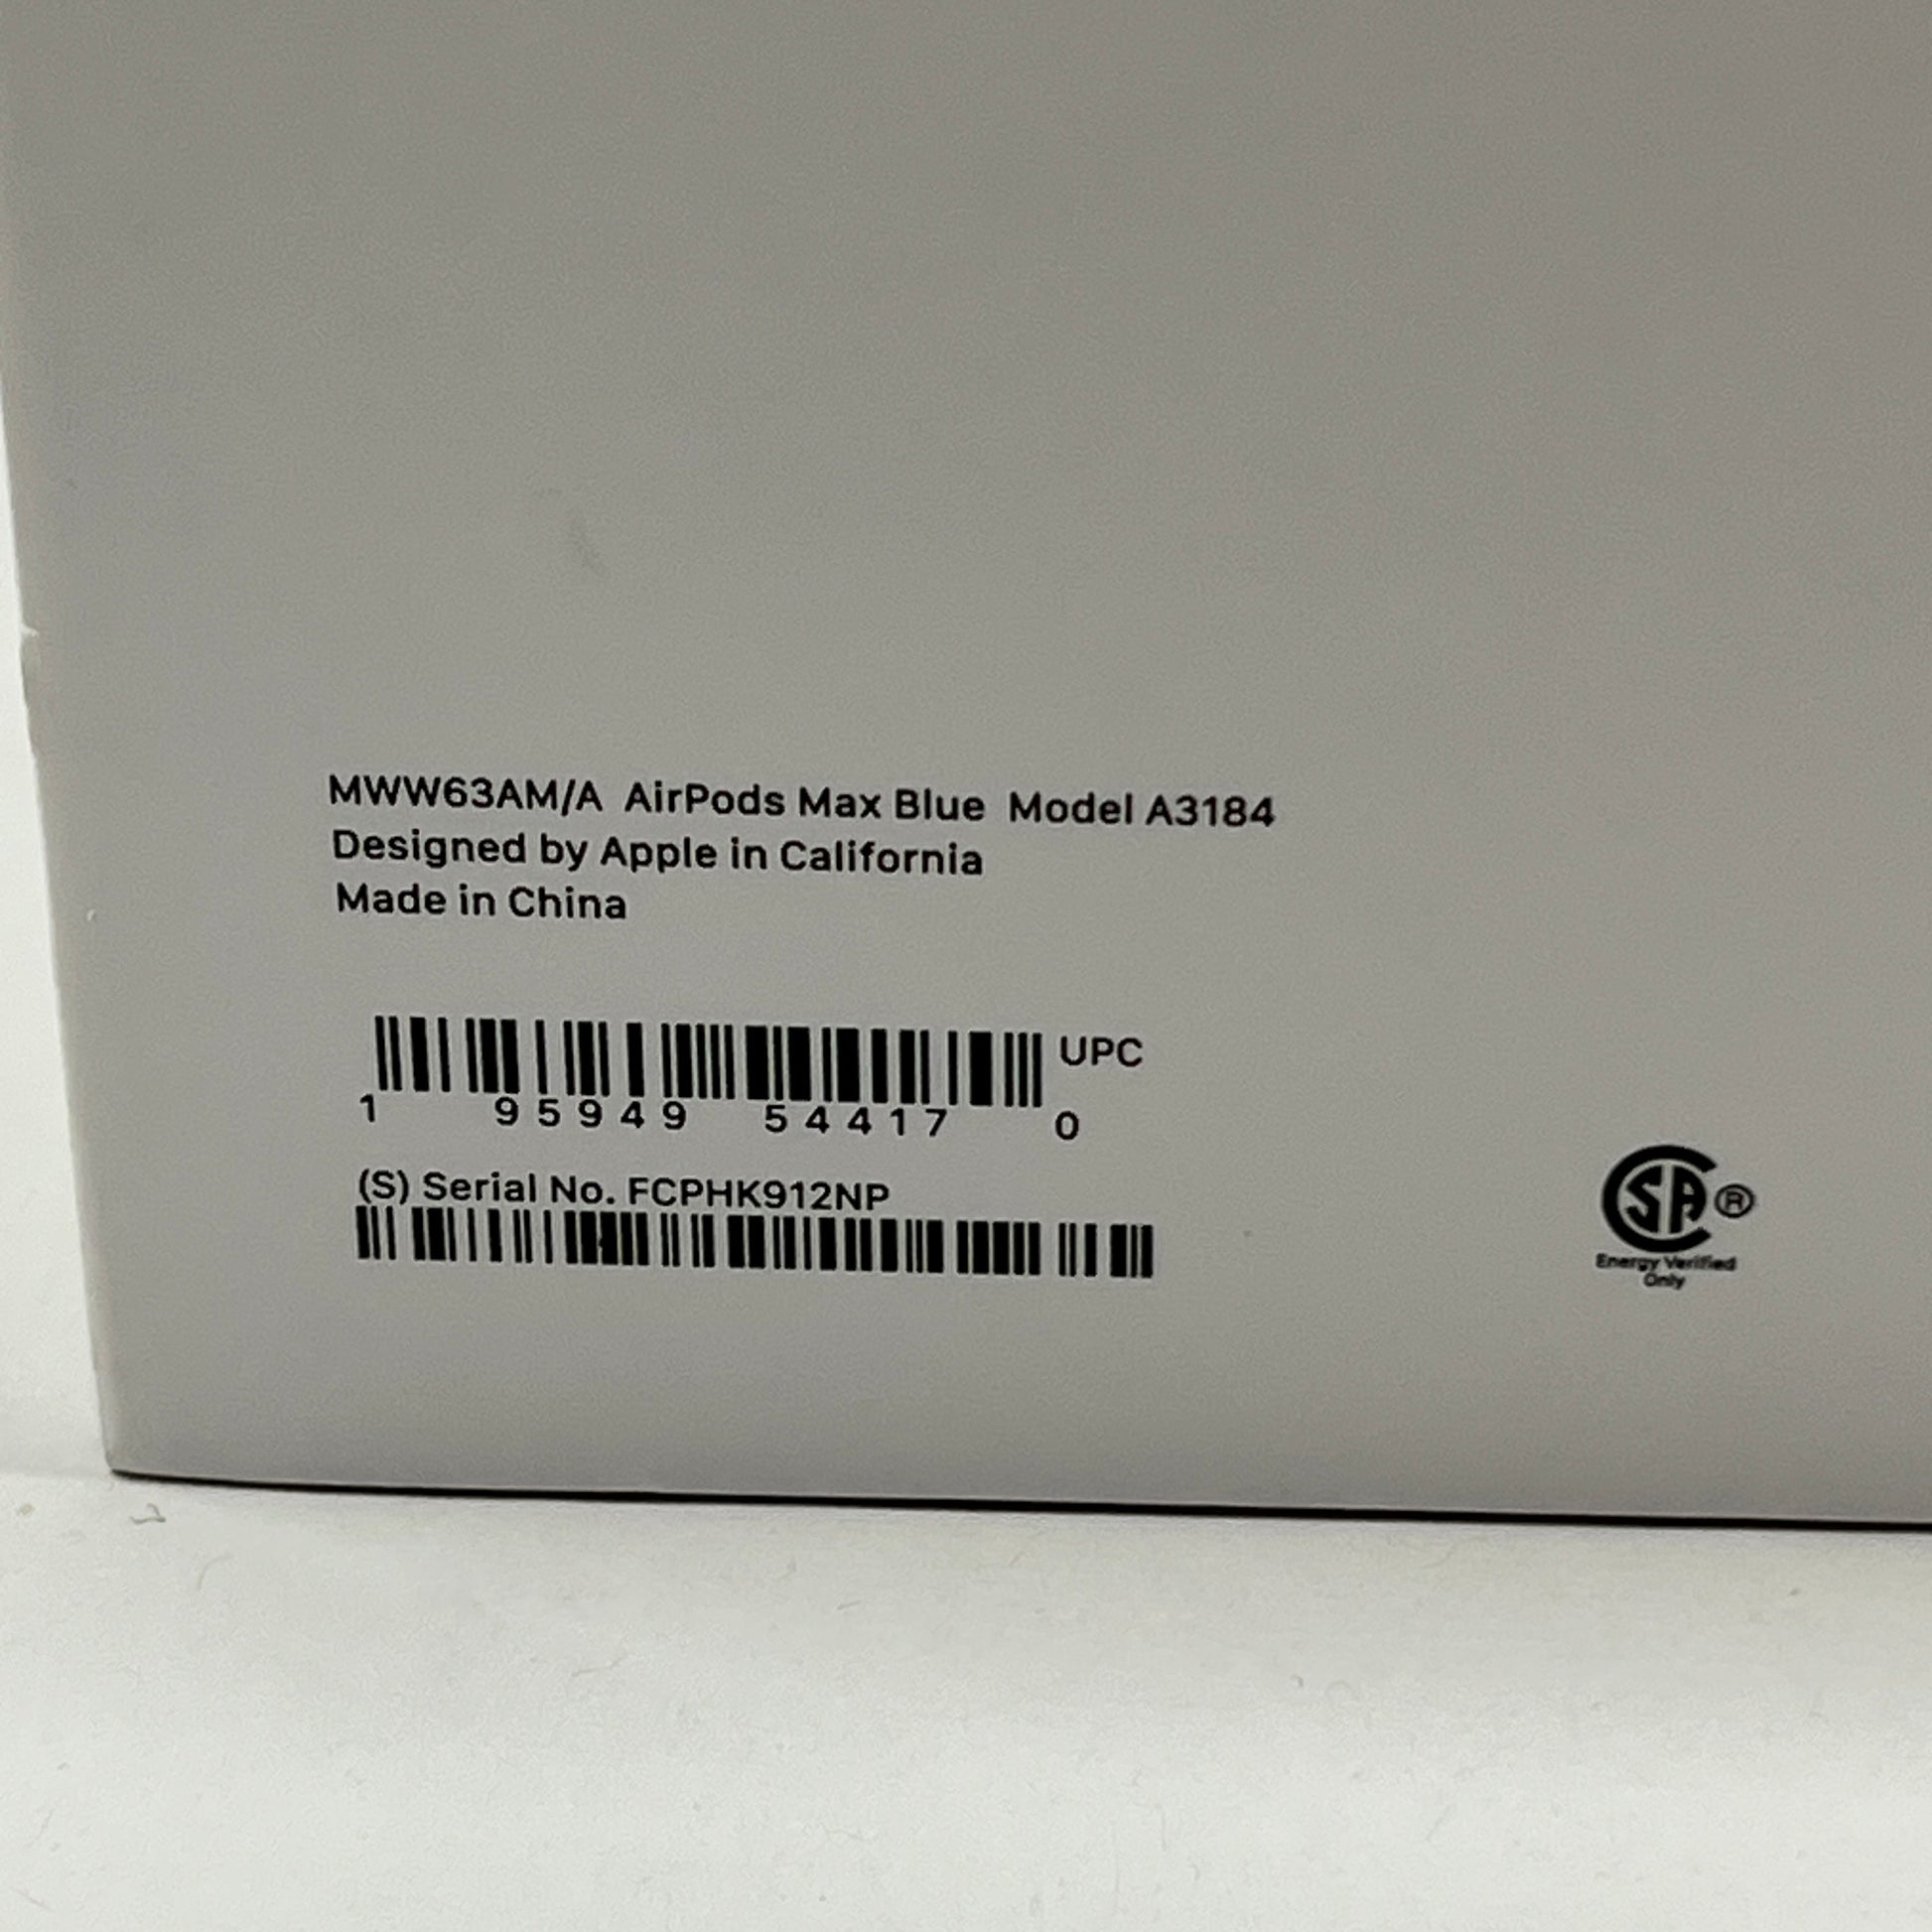 MWW63AM/A AirPods Max Blue Model A3184
Designed by Apple in California
Made in China
UPC
1 95949 54417 0
(S) Serial No. FCPHK912NP
SA ®
Energy Verified
Only